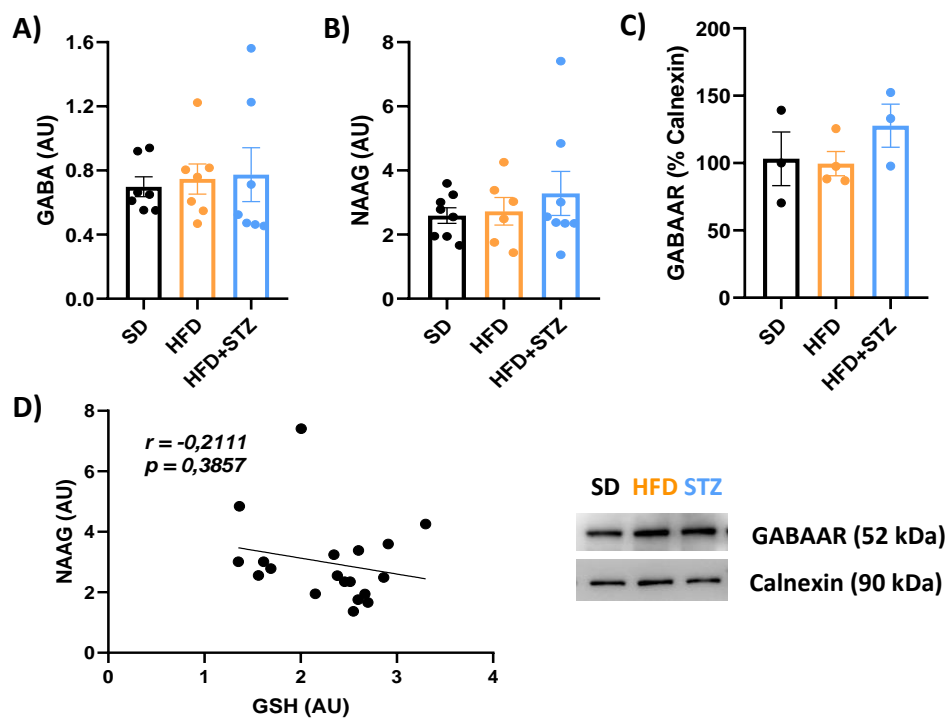 A)
GABA (AU)
1.6
1.2
0.8
0.4
0.0
SD
HFD
HFD+STZ
B)
NAAG (AU)
8
6
4
2
0
SD
HFD
HFD+STZ
C)
GABAAR (% Calnexin)
200
150
100
50
0
SD
HFD
HFD+STZ
D)
NAAG (AU)
8
6
4
2
0
r = -0,2111
p = 0,3857
0 1 2 3 4
GSH (AU)
SD HFD STZ
GABAAR (52 kDa)
Calnexin (90 kDa)